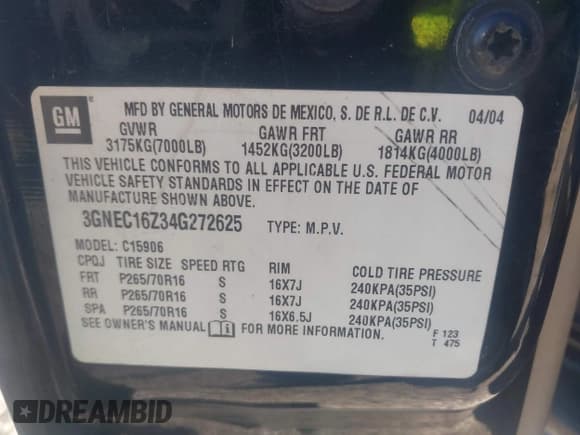 GM ®
MFD BY GENERAL MOTORS DE MEXICO, S. DE R.L. DE C.V. 04/04
GVWR GAWR FRT GAWR RR
3175KG(7000LB) 1452KG(3200LB) 1814KG(4000LB)
THIS VEHICLE CONFORMS TO ALL APPLICABLE U.S. FEDERAL MOTOR
VEHICLE SAFETY STANDARDS IN EFFECT ON THE DATE OF
MANUFACTURE SHOWN ABOVE.
3GNEC16Z34G272625 TYPE: M.P.V.
MODEL: C15906
CPOJ TIRE SIZE SPEED RTG RIM COLD TIRE PRESSURE
FRT P265/70R16 S 16X7J 240KPA(35PSI)
RR P265/70R16 S 16X7J 240KPA(35PSI)
SPA P265/70R16 S 16X6.5J 240KPA(35PSI)
SEE OWNER'S MANUAL FOR MORE INFORMATION. F 123
T 475
DREAMBID